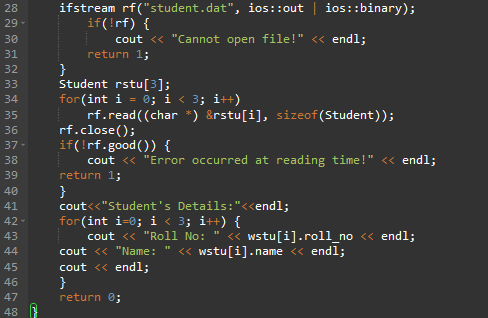 28 ifstream rf("student.dat", ios::out | ios::binary);
29 if(!rf) {
30 cout << "Cannot open file!" << endl;
31 return 1;
32 }
33 Student rstu[3];
34 for(int i = 0; i < 3; i++)
35 rf.read((char *) &rstu[i], sizeof(Student));
36 rf.close();
37 if(!rf.good()) {
38 cout << "Error occurred at reading time!" << endl;
39 return 1;
40 }
41 cout<<"Student's Details:"<<endl;
42 for(int i=0; i < 3; i++) {
43 cout << "Roll No: " << wstu[i].roll_no << endl;
44 cout << "Name: " << wstu[i].name << endl;
45 cout << endl;
46 }
47 return 0;
48 }